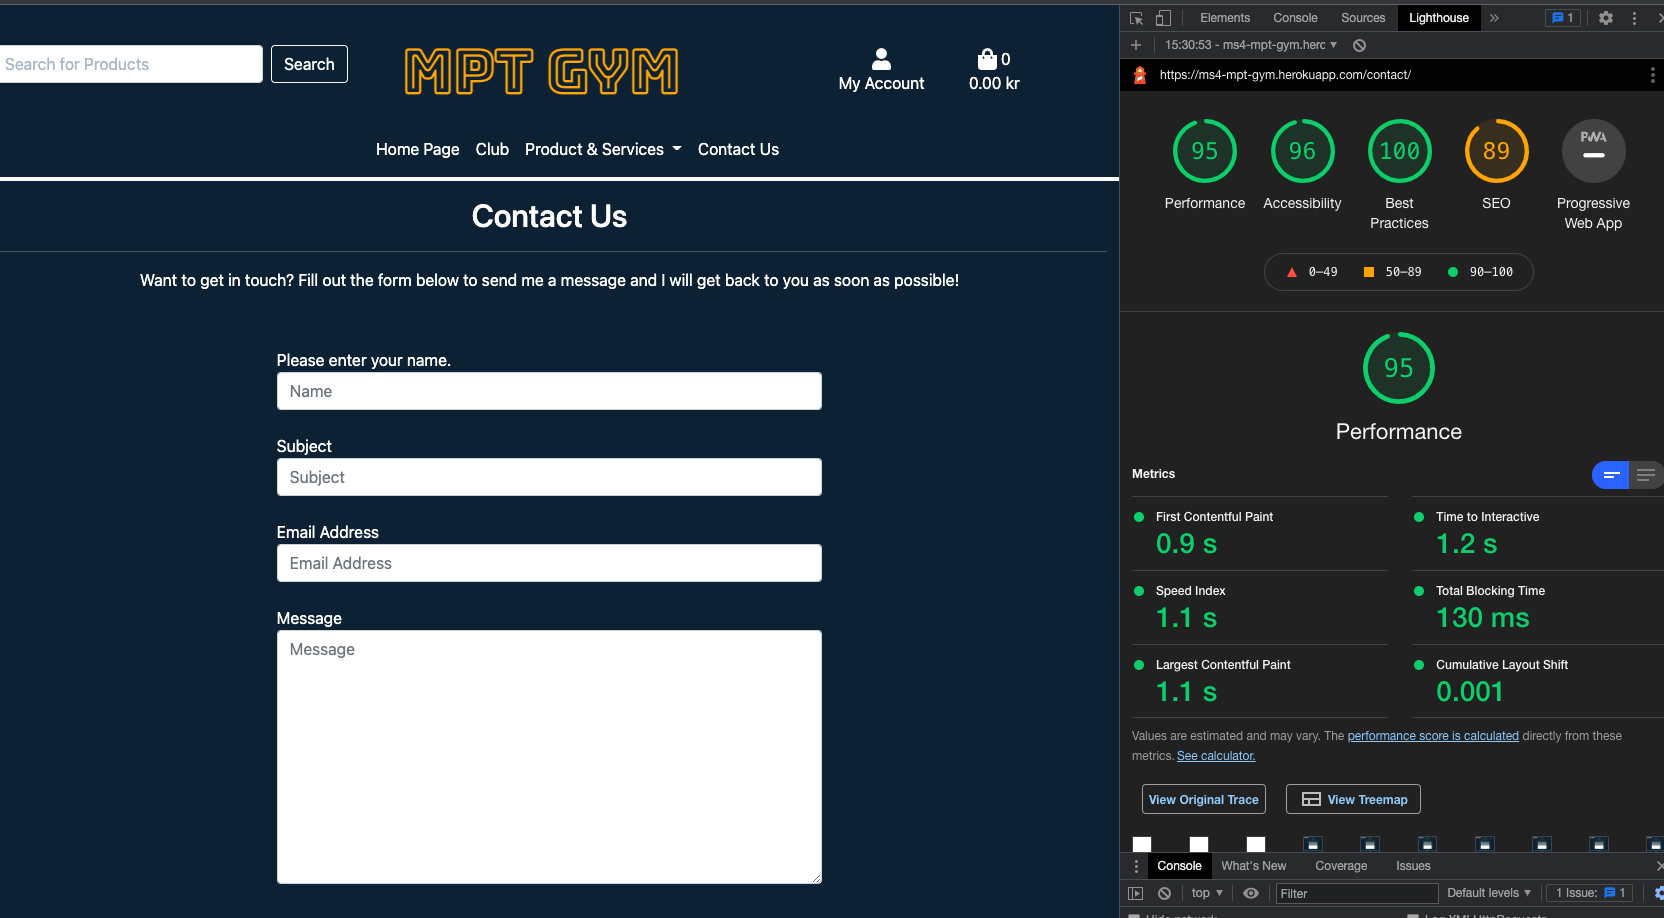 Search for Products
Search
MPT GYM
My Account
0
0.00 kr
Home Page Club Product & Services Contact Us
Contact Us
Want to get in touch? Fill out the form below to send me a message and I will get back to you as soon as possible!
Please enter your name.
Name
Subject
Subject
Email Address
Email Address
Message
Message
Elements Console Sources Lighthouse » 1
15:30:53 - ms4-mpt-gym.herc
https://ms4-mpt-gym.herokuapp.com/contact/
95 96 100 89 PWA
Performance Accessibility Best Practices SEO Progressive Web App
0–49 50–89 90–100
95
Performance
Metrics
First Contentful Paint
0.9 s
Time to Interactive
1.2 s
Speed Index
1.1 s
Total Blocking Time
130 ms
Largest Contentful Paint
1.1 s
Cumulative Layout Shift
0.001
Values are estimated and may vary. The performance score is calculated directly from these
metrics. See calculator.
View Original Trace View Treemap
Console What's New Coverage Issues
top Filter Default levels 1 Issue: 1
Hide network Log XMLHttpRequests